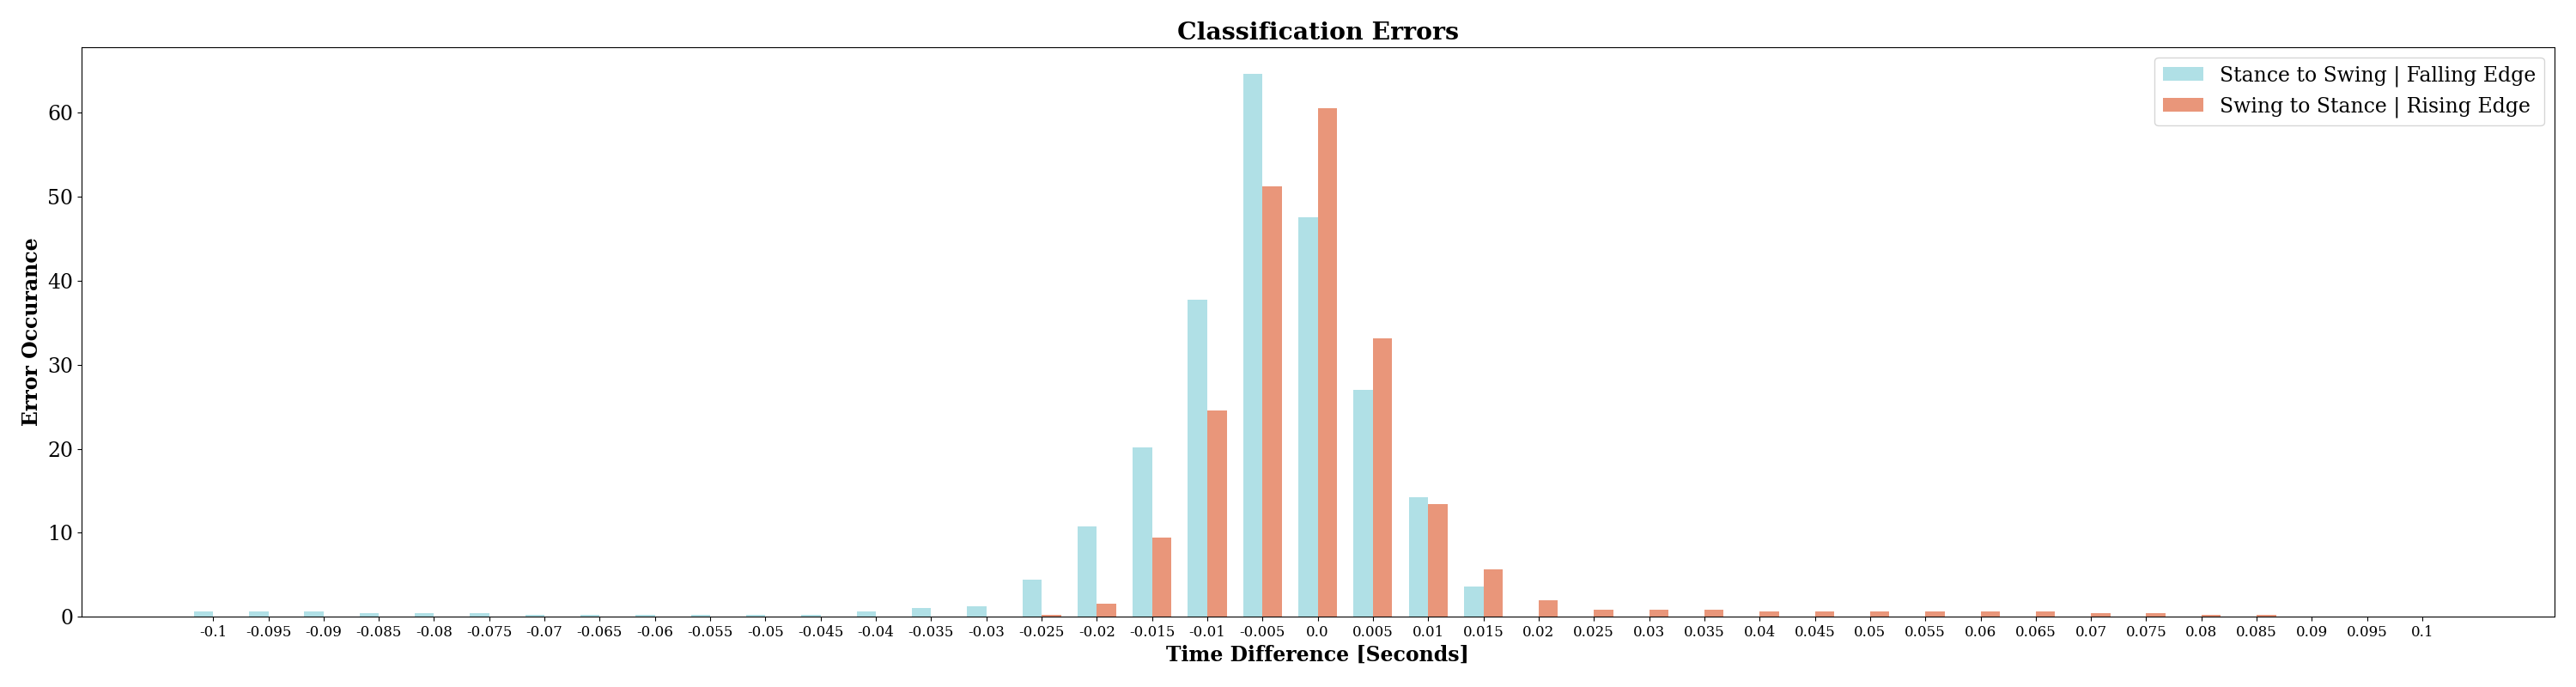 Classification Errors
Stance to Swing | Falling Edge
Swing to Stance | Rising Edge
Error Occurance
60
50
40
30
20
10
0
-0.1 -0.095 -0.09 -0.085 -0.08 -0.075 -0.07 -0.065 -0.06 -0.055 -0.05 -0.045 -0.04 -0.035 -0.03 -0.025 -0.02 -0.015 -0.01 -0.005 0.0 0.005 0.01 0.015 0.02 0.025 0.03 0.035 0.04 0.045 0.05 0.055 0.06 0.065 0.07 0.075 0.08 0.085 0.09 0.095 0.1
Time Difference [Seconds]